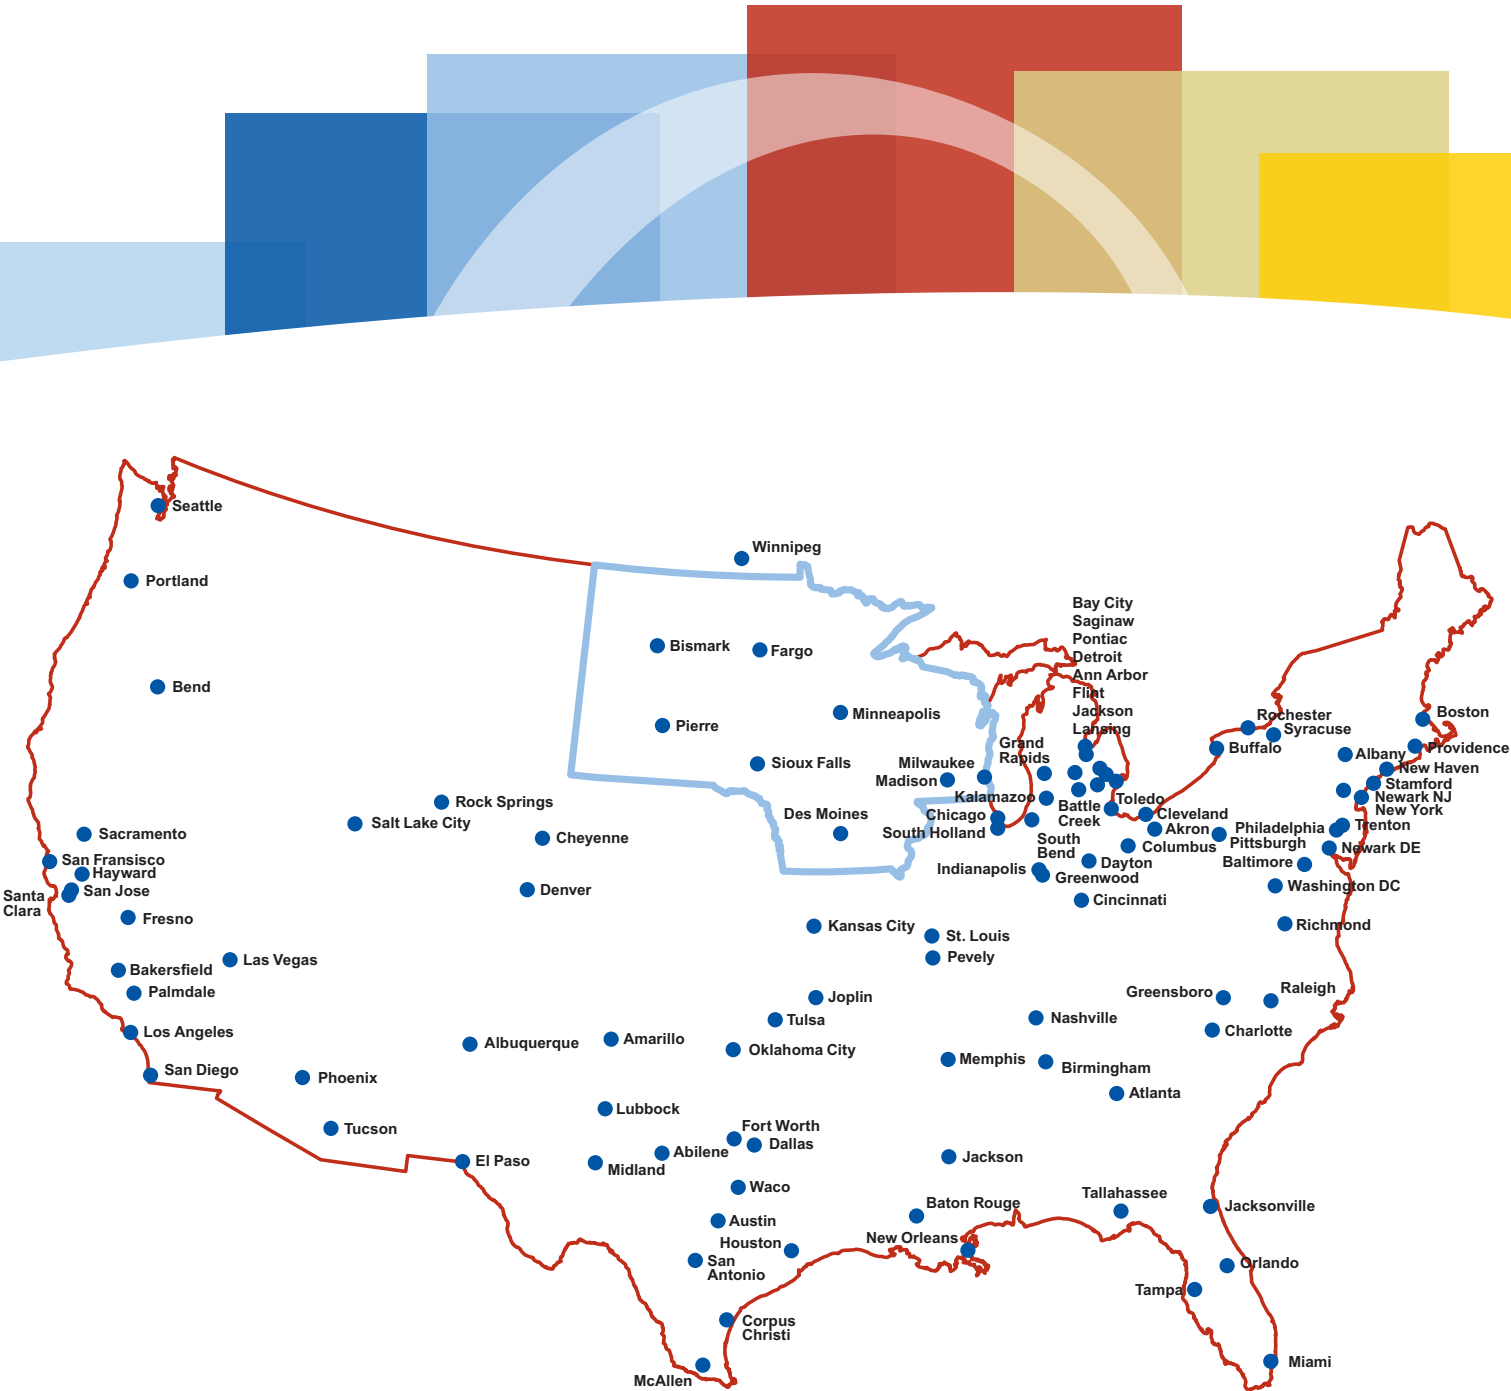 Seattle
Portland
Bend
Winnipeg
Bismark
Fargo
Pierre
Minneapolis
Sioux Falls
Des Moines
Milwaukee
Madison
Bay City
Saginaw
Pontiac
Detroit
Ann Arbor
Flint
Jackson
Lansing
Grand
Rapids
Kalamazoo
Battle
Creek
Toledo
Chicago
South Holland
South
Bend
Indianapolis
Greenwood
Dayton
Columbus
Cincinnati
Cleveland
Akron
Pittsburgh
Rochester
Syracuse
Buffalo
Boston
Providence
Albany
New Haven
Stamford
Newark NJ
New York
Trenton
Philadelphia
Newark DE
Baltimore
Washington DC
Richmond
Rock Springs
Salt Lake City
Cheyenne
Denver
Sacramento
San Fransisco
Hayward
San Jose
Santa
Clara
Fresno
Las Vegas
Bakersfield
Palmdale
Los Angeles
San Diego
Phoenix
Tucson
Albuquerque
Amarillo
Lubbock
El Paso
Midland
Abilene
Fort Worth
Dallas
Waco
Austin
Houston
San
Antonio
Corpus
Christi
McAllen
Kansas City
St. Louis
Pevely
Joplin
Tulsa
Oklahoma City
Nashville
Memphis
Birmingham
Atlanta
Greensboro
Raleigh
Charlotte
Jackson
Baton Rouge
New Orleans
Tallahassee
Jacksonville
Orlando
Tampa
Miami